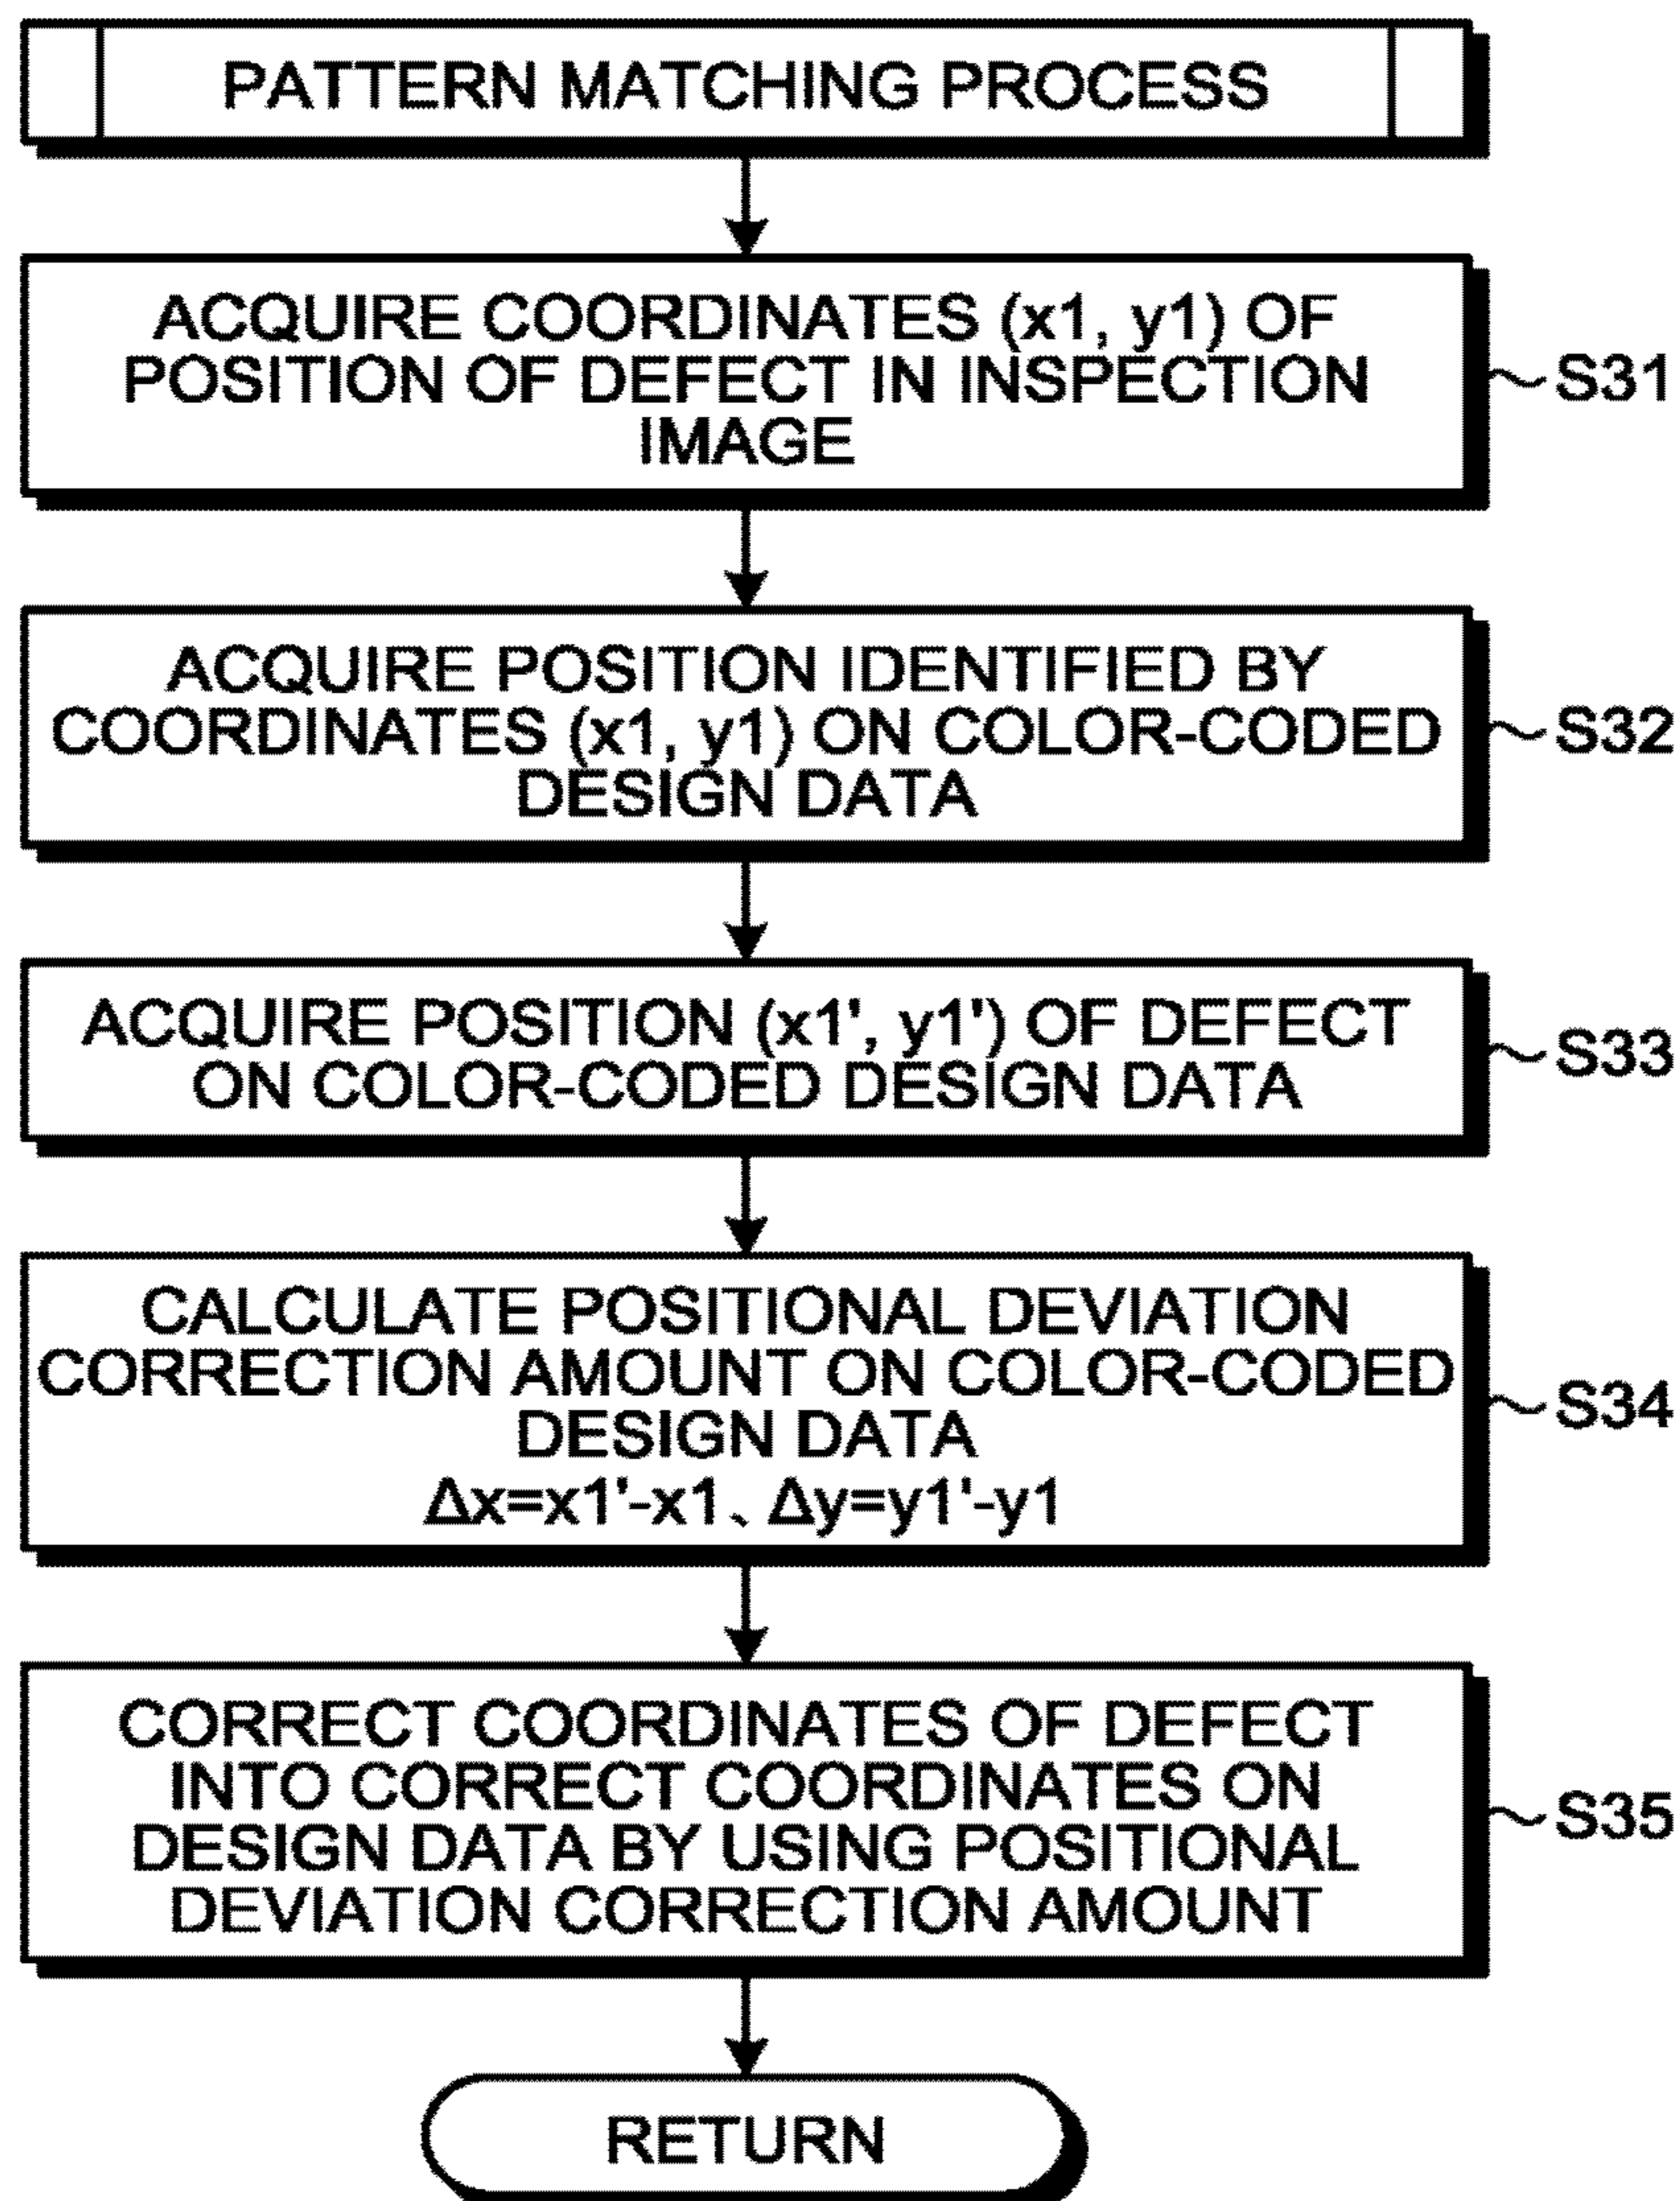 PATTERN MATCHING PROCESS
ACQUIRE COORDINATES (x1, y1) OF
POSITION OF DEFECT IN INSPECTION
IMAGE
S31
ACQUIRE POSITION IDENTIFIED BY
COORDINATES (x1, y1) ON COLOR-CODED
DESIGN DATA
S32
ACQUIRE POSITION (x1', y1') OF DEFECT
ON COLOR-CODED DESIGN DATA
S33
CALCULATE POSITIONAL DEVIATION
CORRECTION AMOUNT ON COLOR-CODED
DESIGN DATA
Δx=x1'-x1、Δy=y1'-y1
S34
CORRECT COORDINATES OF DEFECT
INTO CORRECT COORDINATES ON
DESIGN DATA BY USING POSITIONAL
DEVIATION CORRECTION AMOUNT
S35
RETURN